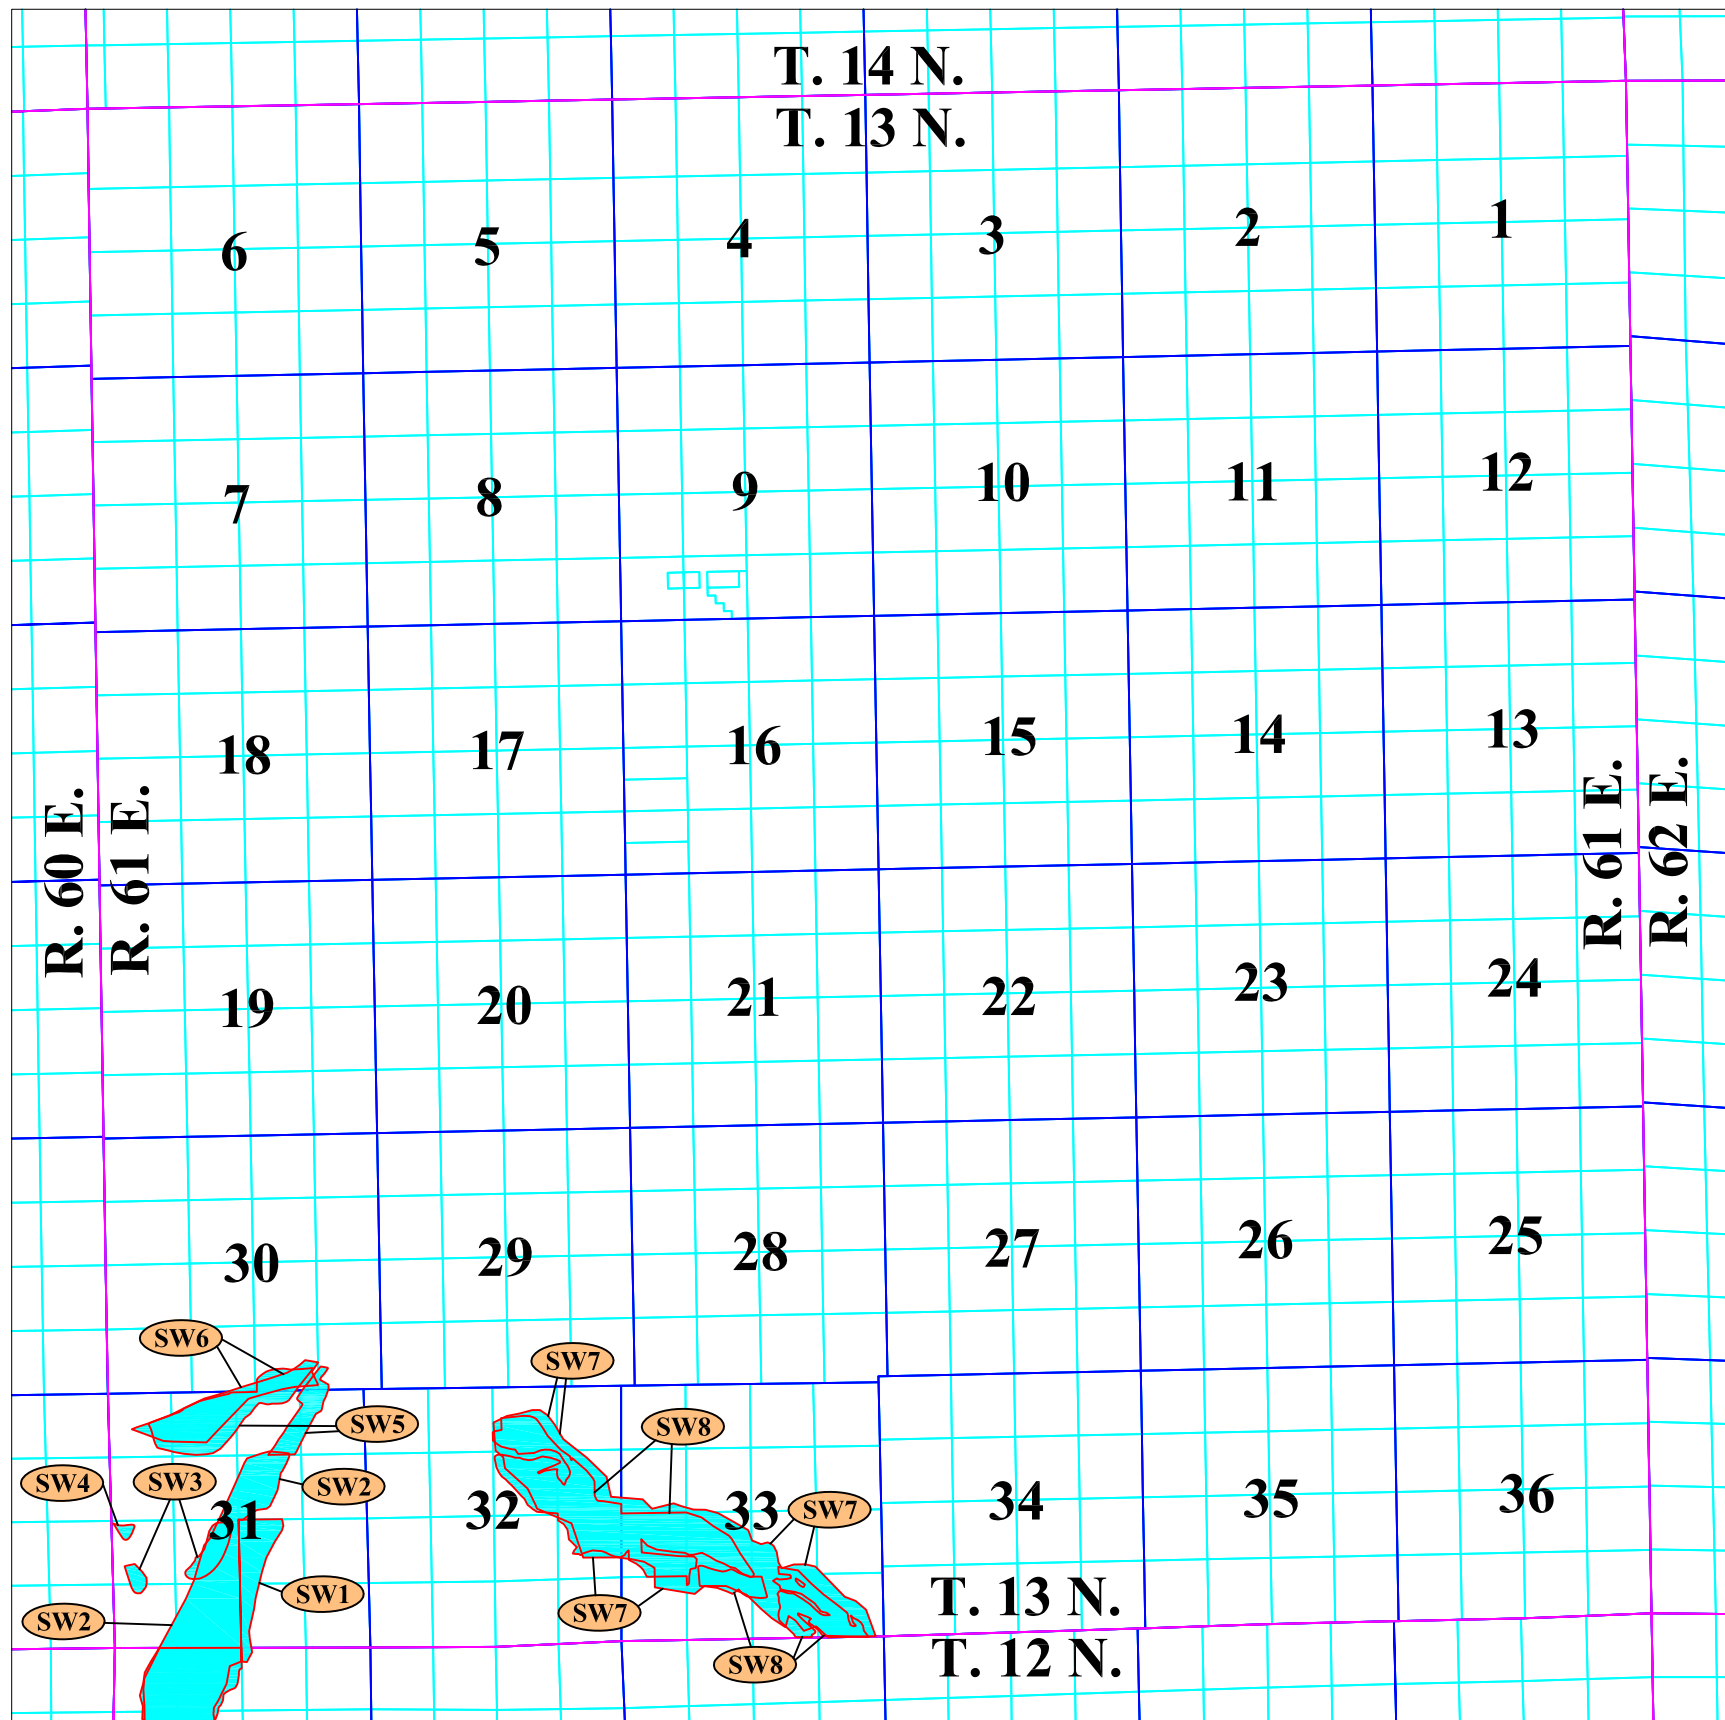 T. 14 N.
T. 13 N.
6 5 4 3 2 1
7 8 9 10 11 12
18 17 16 15 14 13
R. 60 E.
R. 61 E.
R. 61 E.
R. 62 E.
19 20 21 22 23 24
30 29 28 27 26 25
SW6
SW7
SW5
SW8
SW4 SW3 SW2
SW7
31 32 33 34 35 36
SW1
SW2
SW7
T. 13 N.
T. 12 N.
SW8